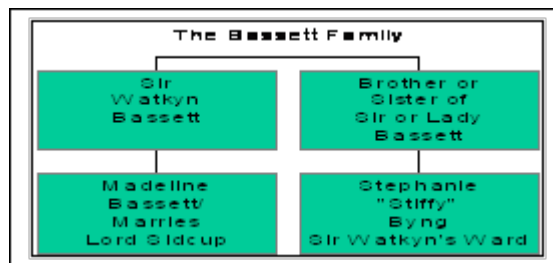 The Bassett Family
Sir
Watkyn
Bassett
Brother or
Sister of
Sir or Lady
Bassett
Madeline
Bassett/
Marries
Lord Sidcup
Stephanie
"Stiffy"
Byng
Sir Watkyn's Ward